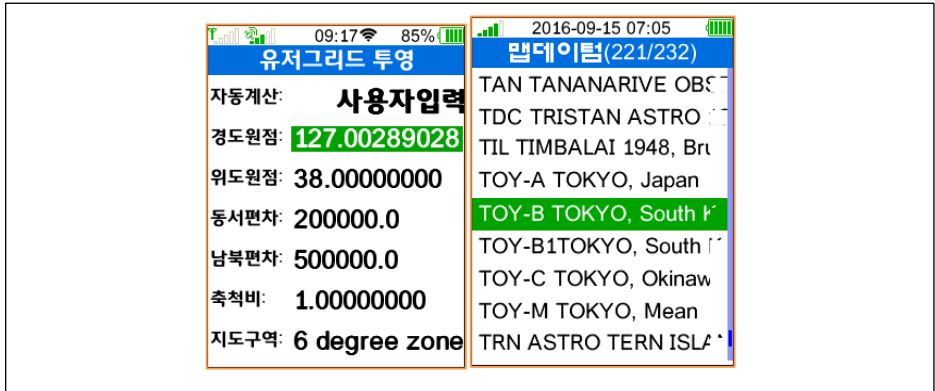 09:17 85%
유저그리드 투영
자동계산: 사용자입력
경도원점: 127.00289028
위도원점: 38.00000000
동서편차: 200000.0
남북편차: 500000.0
축척비: 1.00000000
지도구역: 6 degree zone
2016-09-15 07:05
맵데이텀(221/232)
TAN TANANARIVE
TDC TRISTAN ASTRO
TIL TIMBALAI 1948, Bru
TOY-A TOKYO, Japan
TOY-B TOKYO, South
TOY-B1TOKYO, South
TOY-C TOKYO, Okinaw
TOY-M TOKYO, Mean
TRN ASTRO TERN